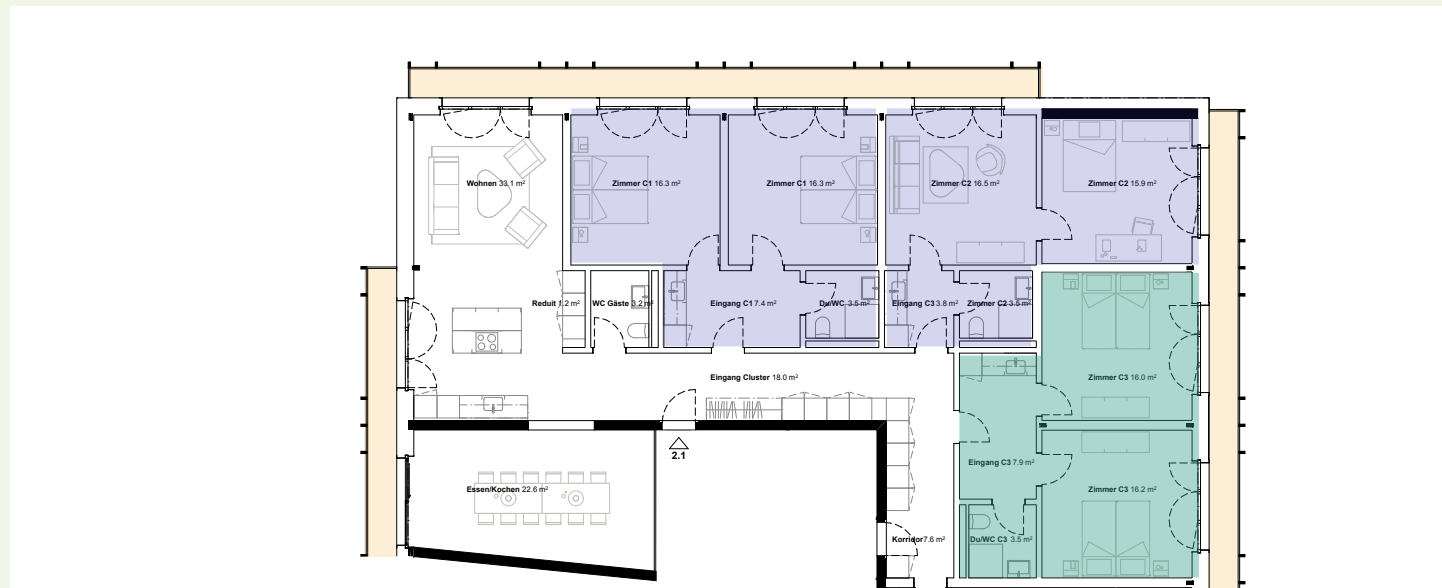 Wohnen 33.1 m²
Zimmer C1 16.3 m²
Zimmer C1 16.3 m²
Zimmer C2 16.5 m²
Zimmer C2 15.9 m²
Reduit 1.2 m²
WC Gäste 3.2 m²
Eingang C1 7.4 m²
Du/WC 3.5 m²
Eingang C3 3.8 m²
Zimmer C2 3.5 m²
Eingang Cluster 18.0 m²
Zimmer C3 16.0 m²
2.1
Eingang C3 7.9 m²
Essen/Kochen 22.6 m²
Zimmer C3 16.2 m²
Korridor 7.6 m²
Du/WC C3 3.5 m²